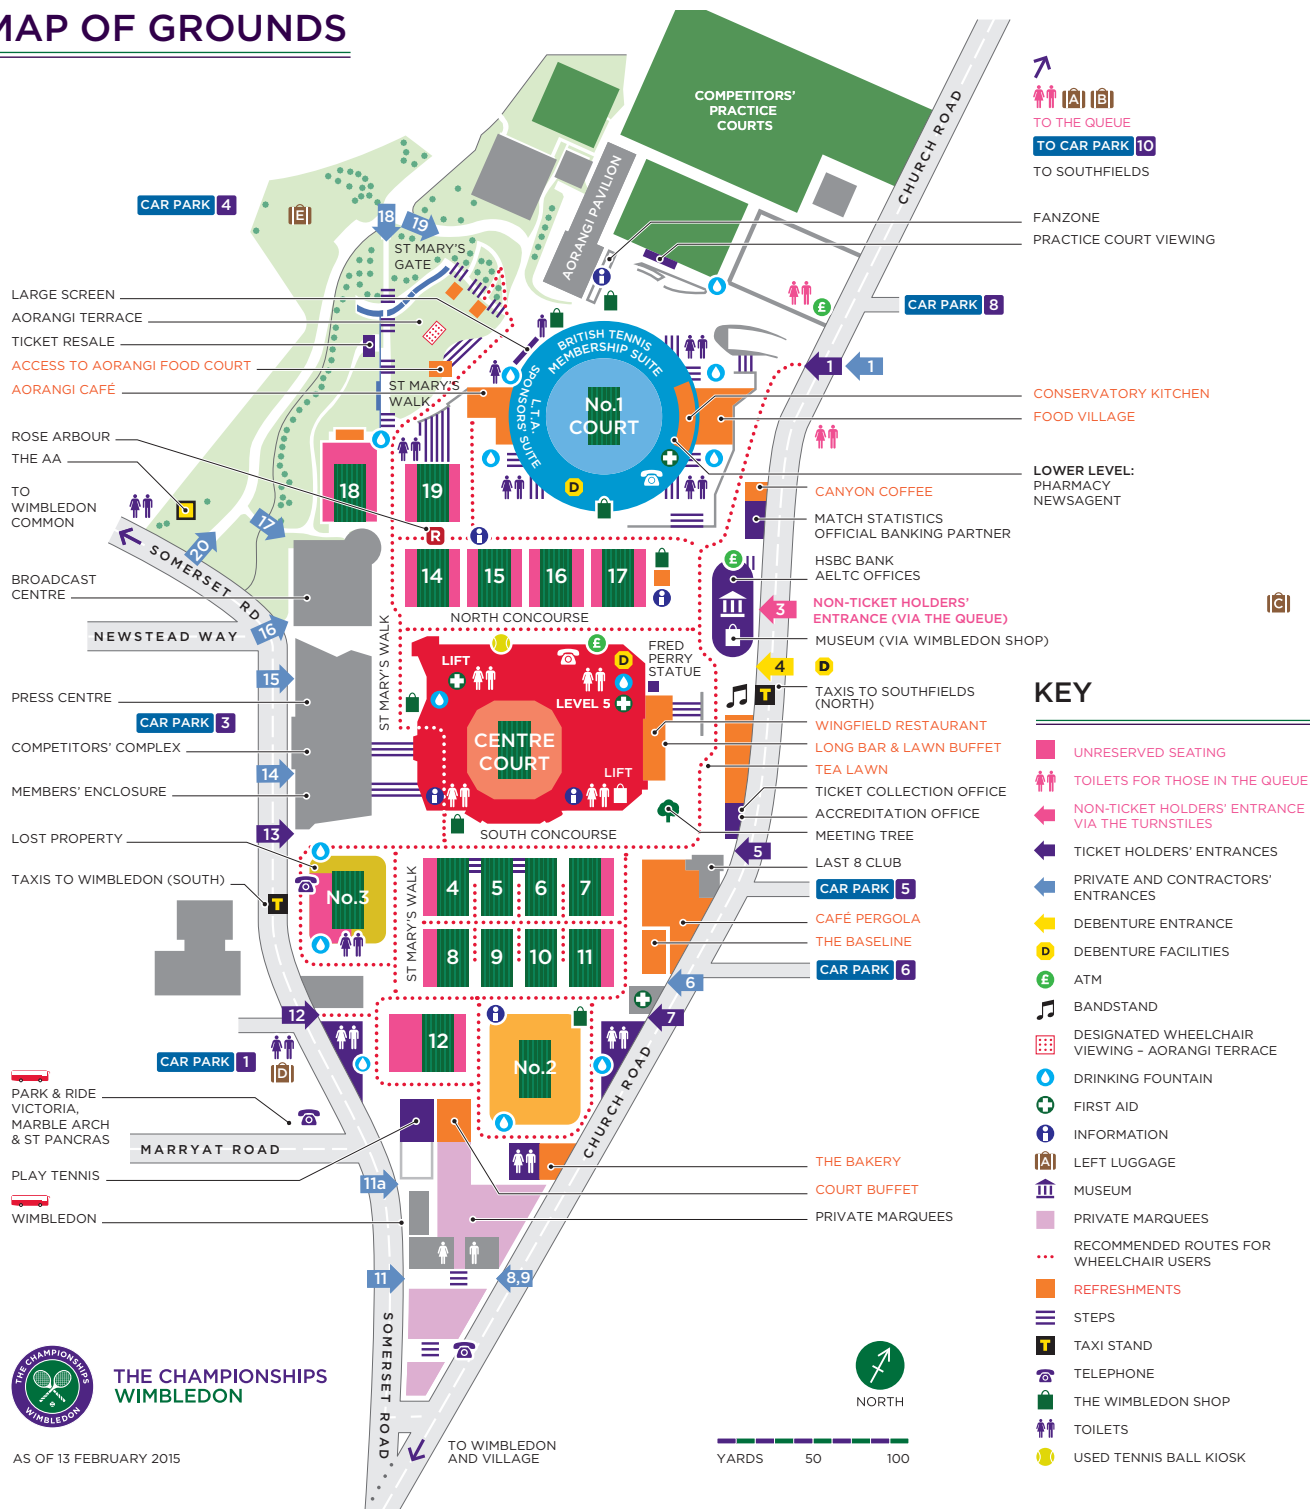 MAP OF GROUNDS
COMPETITORS'
PRACTICE
COURTS
CHURCH ROAD
A
B
TO THE QUEUE
TO CAR PARK 10
TO SOUTHFIELDS
FANZONE
PRACTICE COURT VIEWING
CAR PARK 8
CAR PARK 4
E
18
19
ST MARY'S
GATE
AORANGI PAVILION
LARGE SCREEN
AORANGI TERRACE
TICKET RESALE
ACCESS TO AORANGI FOOD COURT
AORANGI CAFÉ
ROSE ARBOUR
THE AA
TO
WIMBLEDON
COMMON
ST MARY'S
WALK
BRITISH TENNIS
MEMBERSHIP SUITE
L.T.A.
SPONSORS' SUITE
No.1
COURT
D
£
1
1
CONSERVATORY KITCHEN
FOOD VILLAGE
LOWER LEVEL:
PHARMACY
NEWSAGENT
CANYON COFFEE
MATCH STATISTICS
OFFICIAL BANKING PARTNER
HSBC BANK
AELTC OFFICES
£
3
NON-TICKET HOLDERS'
ENTRANCE (VIA THE QUEUE)
MUSEUM (VIA WIMBLEDON SHOP)
4
D
C
T
TAXIS TO SOUTHFIELDS
(NORTH)
WINGFIELD RESTAURANT
LONG BAR & LAWN BUFFET
TEA LAWN
TICKET COLLECTION OFFICE
ACCREDITATION OFFICE
MEETING TREE
LAST 8 CLUB
5
CAR PARK 5
CAFÉ PERGOLA
THE BASELINE
CAR PARK 6
6
7
18
19
R
i
14
15
16
17
i
NORTH CONCOURSE
17
20
SOMERSET RD
BROADCAST
CENTRE
NEWSTEAD WAY
16
15
PRESS CENTRE
CAR PARK 3
COMPETITORS' COMPLEX
14
MEMBERS' ENCLOSURE
13
LOST PROPERTY
TAXIS TO WIMBLEDON (SOUTH)
T
ST MARY'S WALK
LIFT
£
D
LEVEL 5
FRED
PERRY
STATUE
CENTRE
COURT
LIFT
i
i
SOUTH CONCOURSE
No.3
ST MARY'S WALK
4
5
6
7
8
9
10
11
12
12
i
No.2
CHURCH ROAD
CAR PARK 1
D
PARK & RIDE
VICTORIA,
MARBLE ARCH
& ST PANCRAS
MARRYAT ROAD
PLAY TENNIS
11a
WIMBLEDON
THE BAKERY
COURT BUFFET
PRIVATE MARQUEES
11
8,9
SOMERSET ROAD
TO WIMBLEDON
AND VILLAGE
THE CHAMPIONSHIPS
WIMBLEDON
THE CHAMPIONSHIPS
WIMBLEDON
AS OF 13 FEBRUARY 2015
NORTH
YARDS 50 100
KEY
UNRESERVED SEATING
TOILETS FOR THOSE IN THE QUEUE
NON-TICKET HOLDERS' ENTRANCE
VIA THE TURNSTILES
TICKET HOLDERS' ENTRANCES
PRIVATE AND CONTRACTORS'
ENTRANCES
DEBENTURE ENTRANCE
D DEBENTURE FACILITIES
£ ATM
BANDSTAND
DESIGNATED WHEELCHAIR
VIEWING – AORANGI TERRACE
DRINKING FOUNTAIN
FIRST AID
i INFORMATION
A LEFT LUGGAGE
MUSEUM
PRIVATE MARQUEES
RECOMMENDED ROUTES FOR
WHEELCHAIR USERS
REFRESHMENTS
STEPS
T TAXI STAND
TELEPHONE
THE WIMBLEDON SHOP
TOILETS
USED TENNIS BALL KIOSK